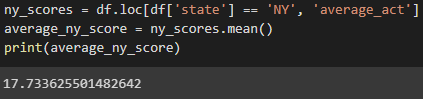 ny_scores = df.loc[df['state'] == 'NY', 'average_act']
average_ny_score = ny_scores.mean()
print(average_ny_score)
17.733625501482642